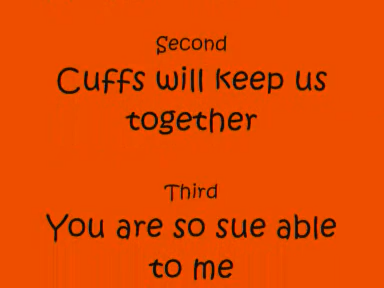 Second
Cuffs will keep us
together
Third
You are so sue able
to me